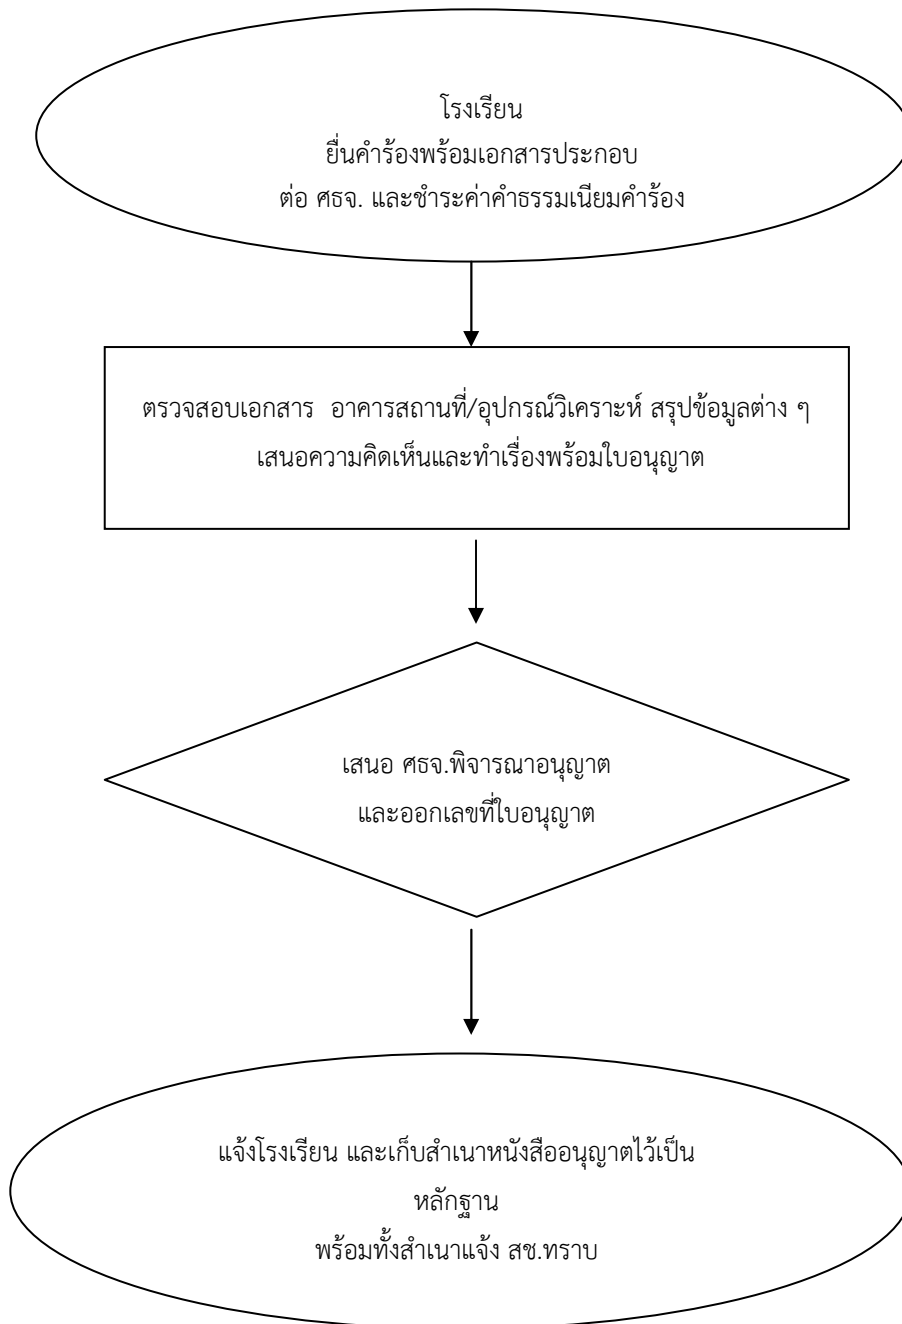 โรงเรียน
ยื่นคำร้องพร้อมเอกสารประกอบ
ต่อ ศธจ. และชำระค่าคำธรรมเนียมคำร้อง
ตรวจสอบเอกสาร อาคารสถานที่/อุปกรณ์วิเคราะห์ สรุปข้อมูลต่าง ๆ
เสนอความคิดเห็นและทำเรื่องพร้อมใบอนุญาต
เสนอ ศธจ.พิจารณาอนุญาต
และออกเลขที่ใบอนุญาต
แจ้งโรงเรียน และเก็บสำเนาหนังสืออนุญาตไว้เป็น
หลักฐาน
พร้อมทั้งสำเนาแจ้ง สช.ทราบ